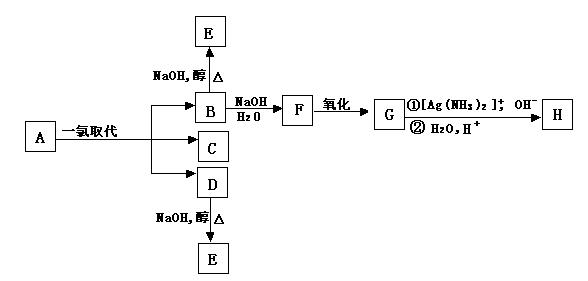 E
NaOH,醇 △
B
NaOH
H₂O
F
氧化
G
①[Ag(NH₃)₂]⁺, OH⁻
② H₂O, H⁺
H
A
一氯取代
C
D
NaOH,醇 △
E